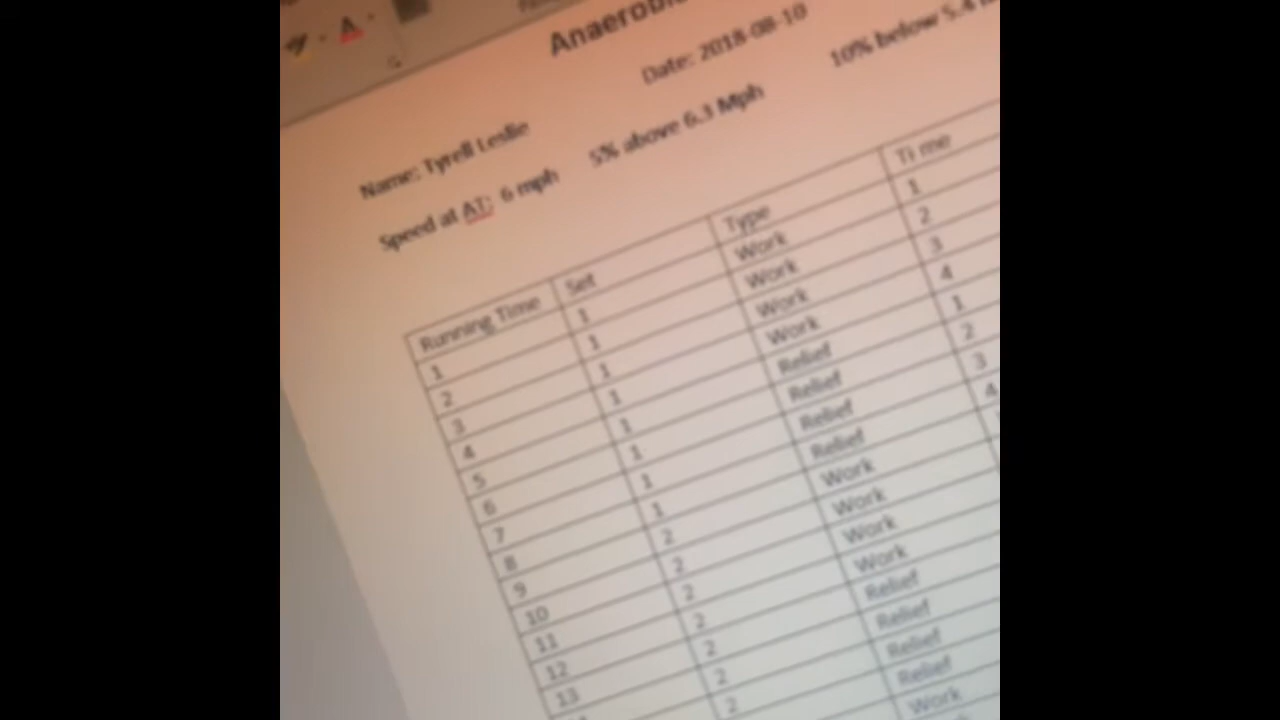 A
Anaerobic
Date: 2018-08-10
Name: Tyrell Leslie
Speed at AT: 6 mph 5% above 6.3 Mph 10% below 5.4
Running Time Set Type Ti me
1 1 Work 1
2 1 Work 2
3 1 Work 3
4 1 Work 4
5 1 Relief 1
6 1 Relief 2
7 1 Relief 3
8 1 Relief 4
9 2 Work
10 2 Work
11 2 Work
12 2 Work
13 2 Relief
2 Relief
2 Relief
Relief
Work